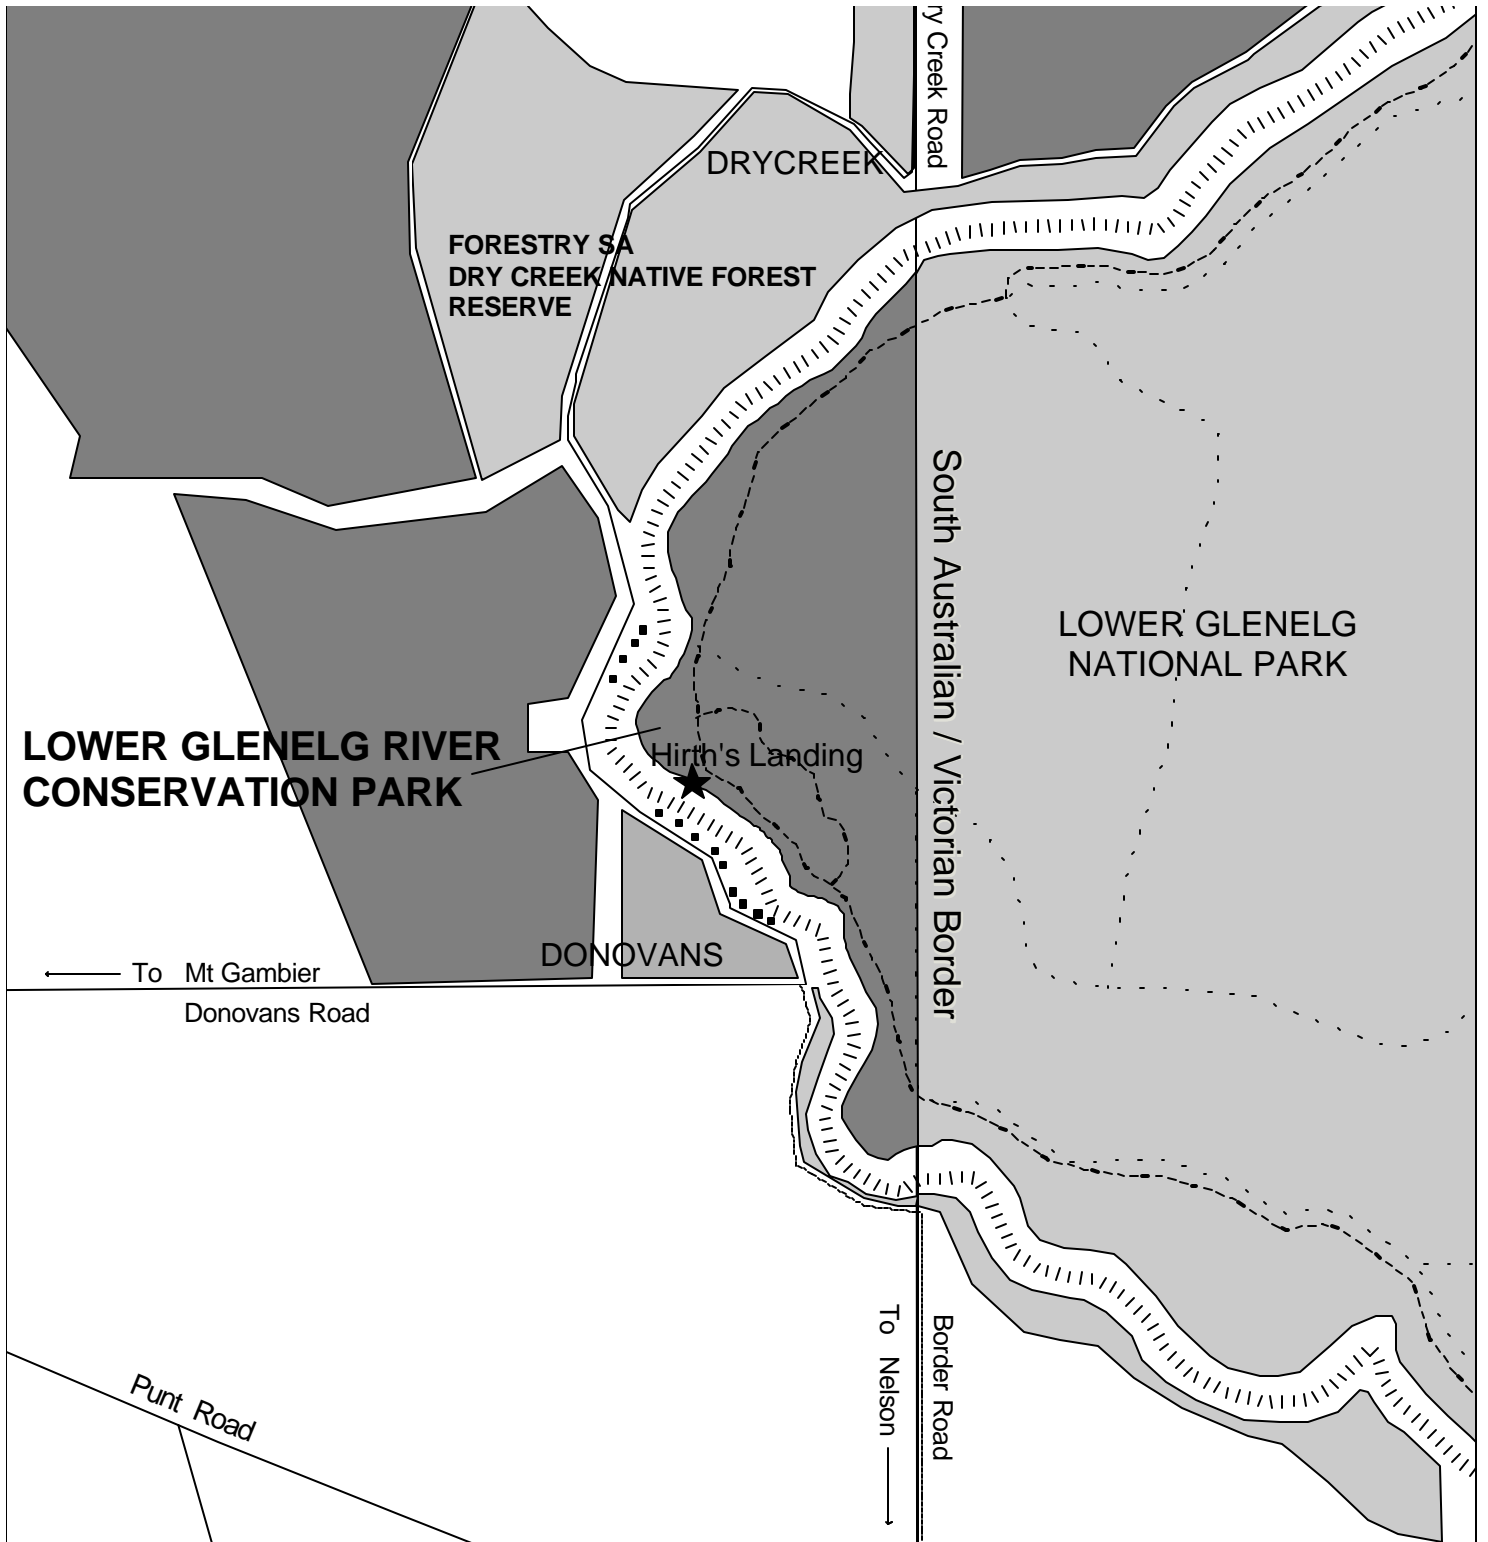 ry Creek Road
DRYCREEK
FORESTRY SA
DRY CREEK NATIVE FOREST
RESERVE
South Australian / Victorian Border
LOWER GLENELG
NATIONAL PARK
LOWER GLENELG RIVER
CONSERVATION PARK
Hirth's Landing
DONOVANS
To Mt Gambier
Donovans Road
To Nelson
Border Road
Punt Road